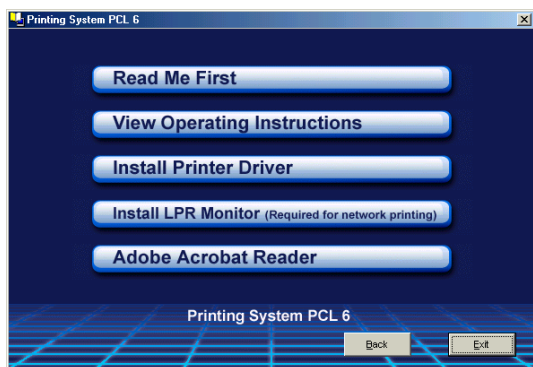 Printing System PCL 6
Read Me First
View Operating Instructions
Install Printer Driver
Install LPR Monitor (Required for network printing)
Adobe Acrobat Reader
Printing System PCL 6
Back
Exit